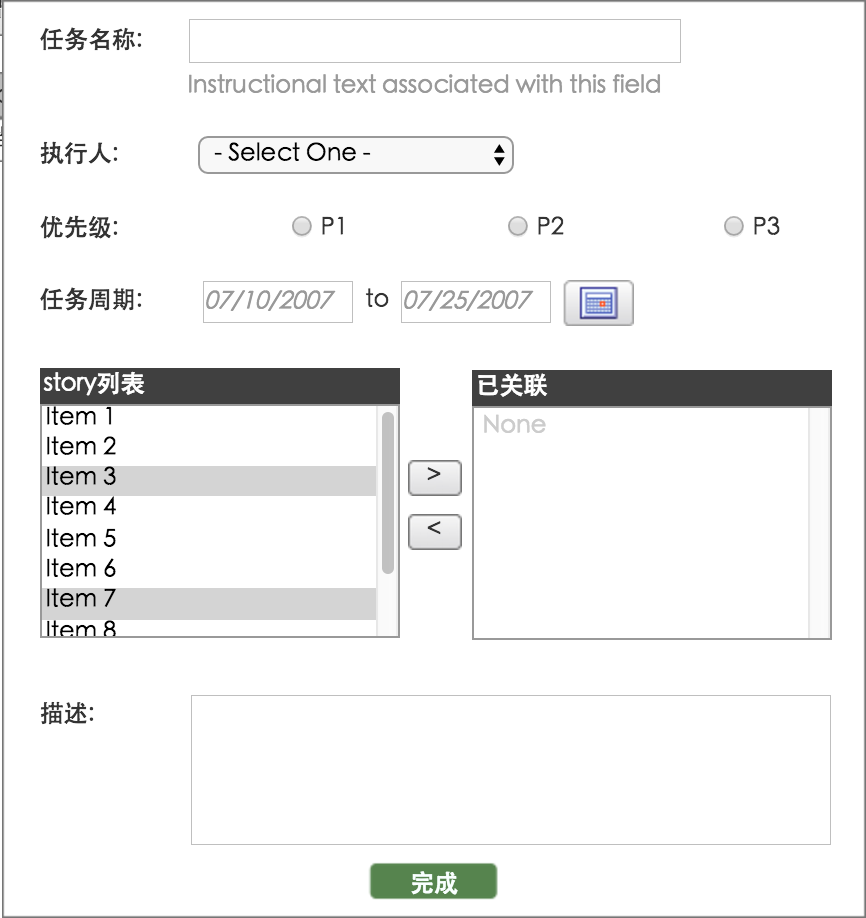 任务名称:
Instructional text associated with this field
执行人:
- Select One -
优先级:
P1
P2
P3
任务周期:
07/10/2007 to 07/25/2007
story列表
Item 1
Item 2
Item 3
Item 4
Item 5
Item 6
Item 7
Item 8
>
<
已关联
None
描述:
完成